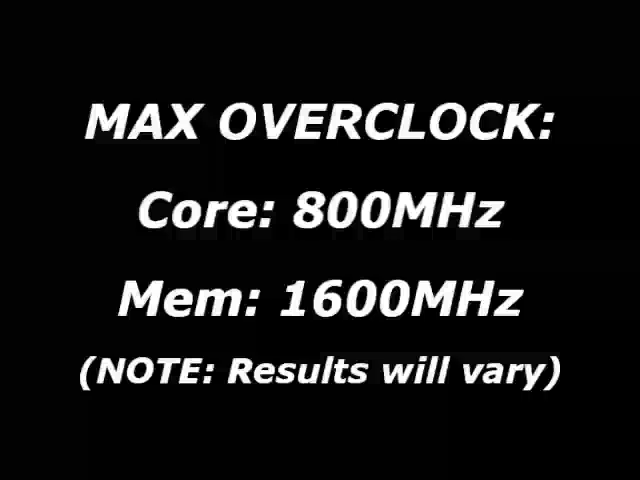 MAX OVERCLOCK:
Core: 800MHz
Mem: 1600MHz
(NOTE: Results will vary)